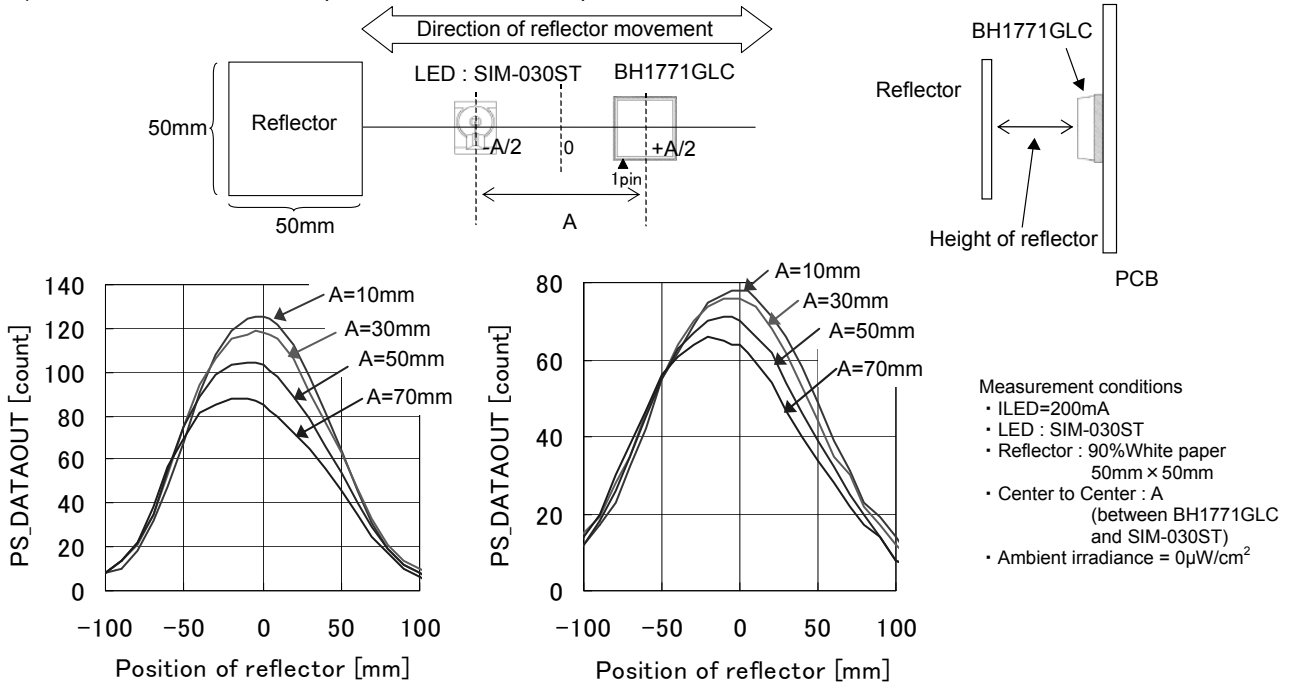 Direction of reflector movement
LED : SIM-030ST
BH1771GLC
Reflector
50mm
50mm
-A/2
0
+A/2
1pin
A
BH1771GLC
Reflector
Height of reflector
PCB
PS_DATAOUT [count]
140
120
100
80
60
40
20
0
A=10mm
A=30mm
A=50mm
A=70mm
-100
-50
0
50
100
Position of reflector [mm]
PS_DATAOUT [count]
80
60
40
20
0
A=10mm
A=30mm
A=50mm
A=70mm
-100
-50
0
50
100
Position of reflector [mm]
Measurement conditions
・ILED=200mA
・LED : SIM-030ST
・Reflector : 90%White paper
50mm×50mm
・Center to Center : A
(between BH1771GLC
and SIM-030ST)
・Ambient irradiance = 0µW/cm²